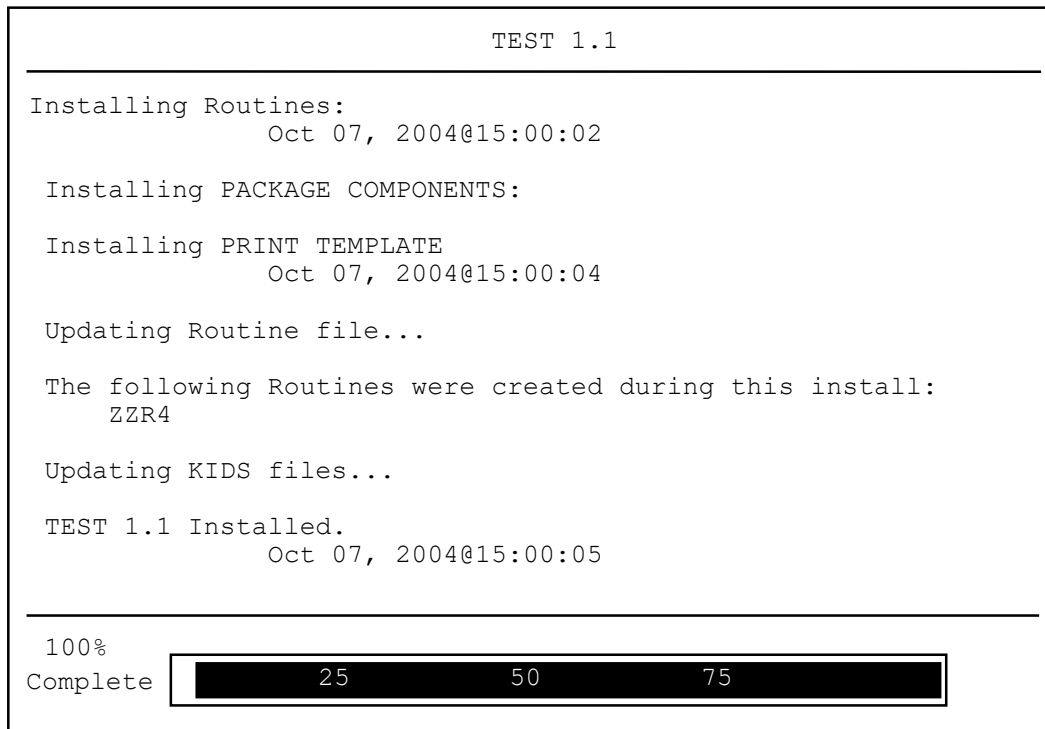 TEST 1.1
Installing Routines:
Oct 07, 2004@15:00:02
Installing PACKAGE COMPONENTS:
Installing PRINT TEMPLATE
Oct 07, 2004@15:00:04
Updating Routine file...
The following Routines were created during this install:
ZZR4
Updating KIDS files...
TEST 1.1 Installed.
Oct 07, 2004@15:00:05
100%
Complete 25 50 75